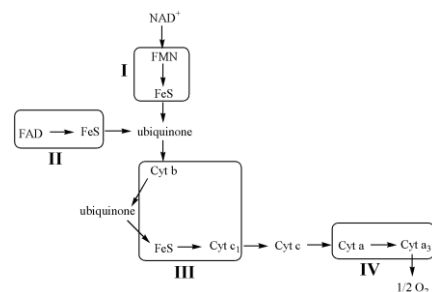 NAD+
FMN
I
FeS
FAD FeS ubiquinone
II
Cyt b
ubiquinone
FeS Cyt c1 Cyt c Cyt a Cyt a3
III
IV
1/2 O2